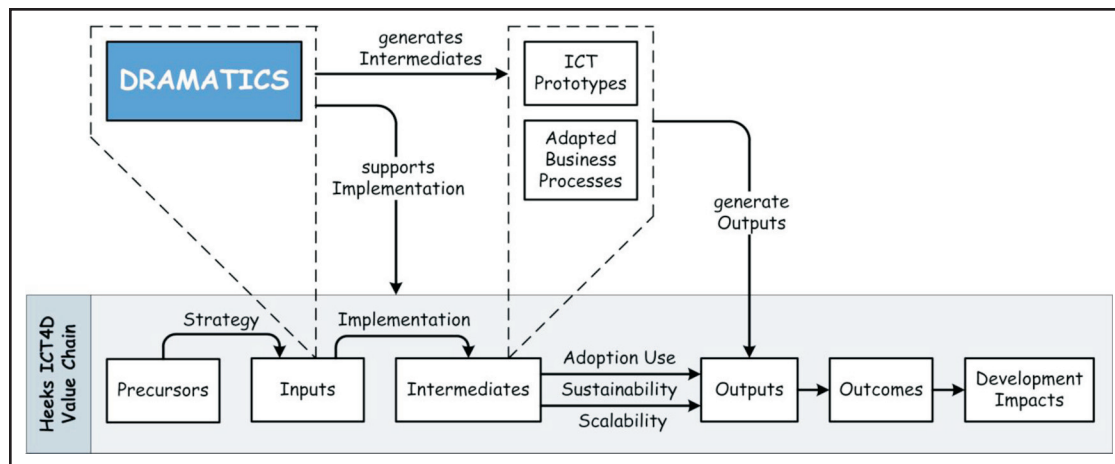 DRAMATICS
generates
Intermediates
ICT
Prototypes
Adapted
Business
Processes
supports
Implementation
generate
Outputs
Heeks ICT4D
Value Chain
Strategy
Implementation
Precursors
Inputs
Intermediates
Adoption Use
Sustainability
Scalability
Outputs
Outcomes
Development
Impacts